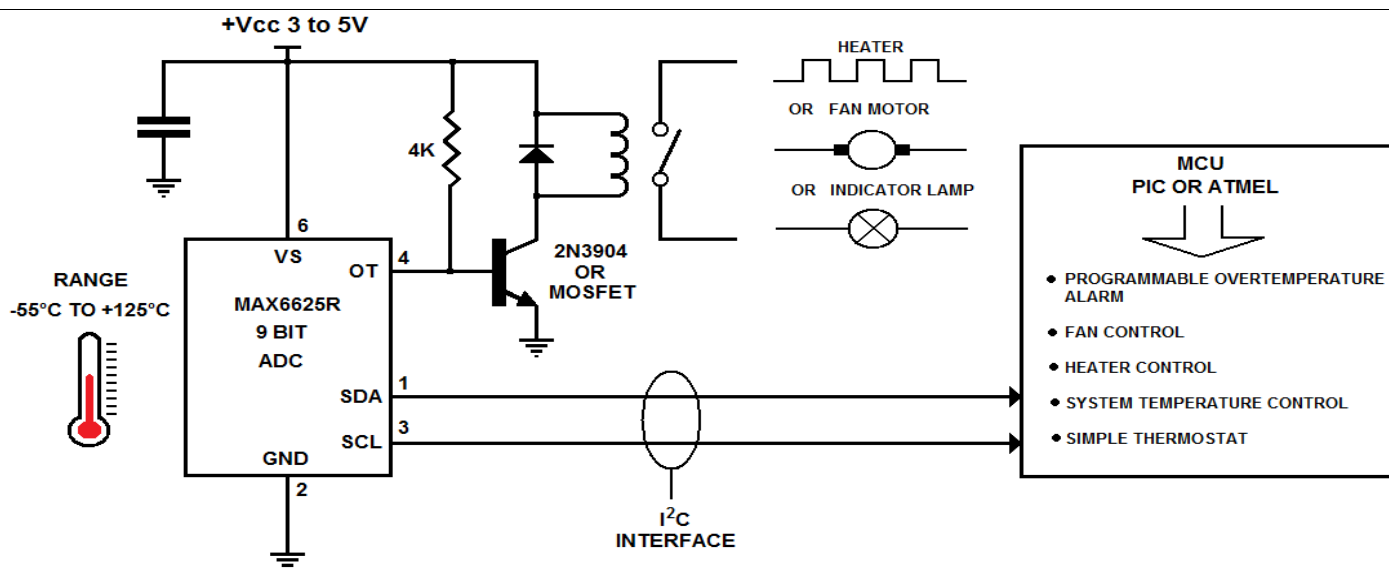 +Vcc 3 to 5V
HEATER
OR FAN MOTOR
OR INDICATOR LAMP
4K
6
VS
OT
4
2N3904
OR
MOSFET
RANGE
-55°C TO +125°C
MAX6625R
9 BIT
ADC
SDA
1
SCL
3
GND
2
I²C
INTERFACE
MCU
PIC OR ATMEL
• PROGRAMMABLE OVERTEMPERATURE
ALARM
• FAN CONTROL
• HEATER CONTROL
• SYSTEM TEMPERATURE CONTROL
• SIMPLE THERMOSTAT